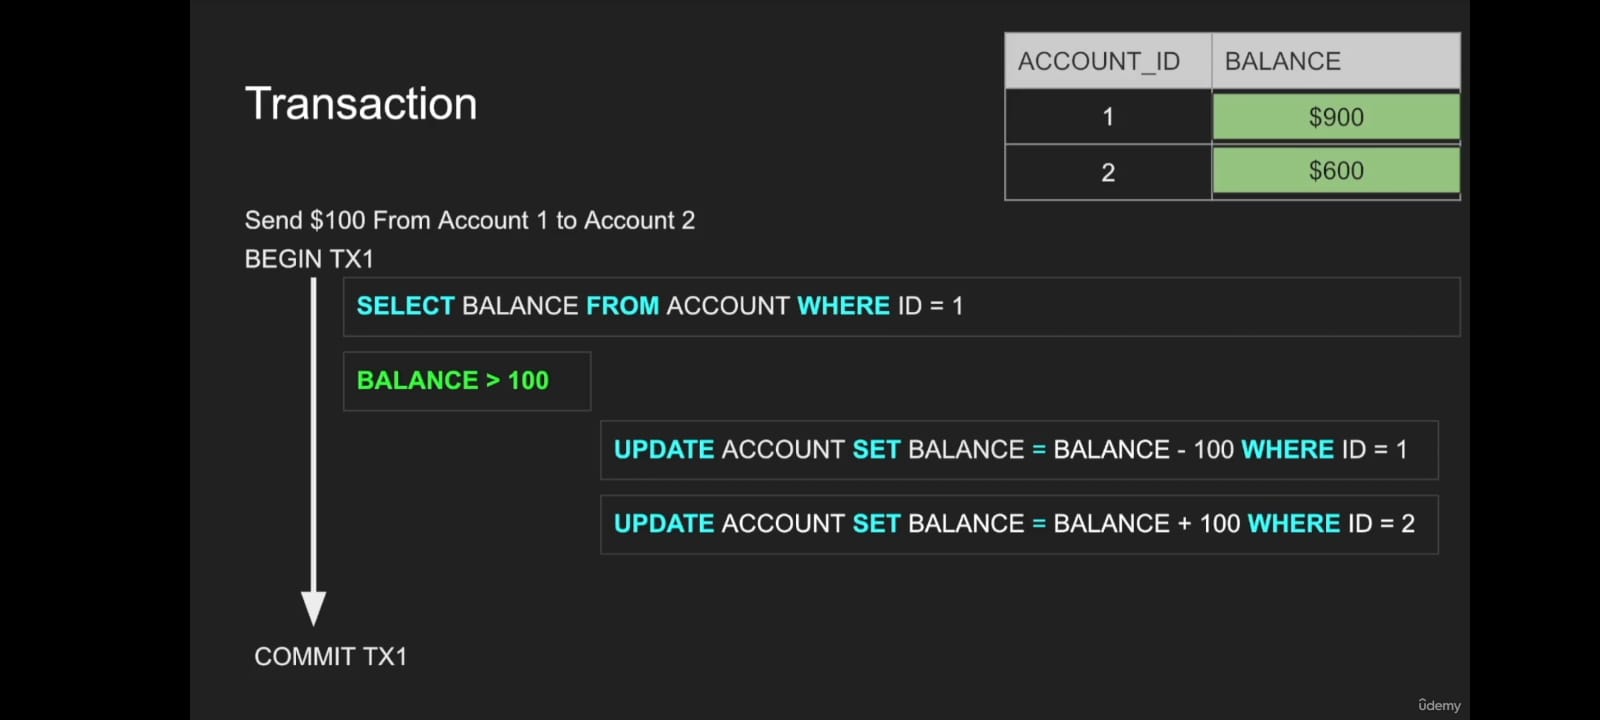 Transaction
ACCOUNT_ID BALANCE
1 $900
2 $600
Send $100 From Account 1 to Account 2
BEGIN TX1
SELECT BALANCE FROM ACCOUNT WHERE ID = 1
BALANCE > 100
UPDATE ACCOUNT SET BALANCE = BALANCE - 100 WHERE ID = 1
UPDATE ACCOUNT SET BALANCE = BALANCE + 100 WHERE ID = 2
COMMIT TX1
ûdemy